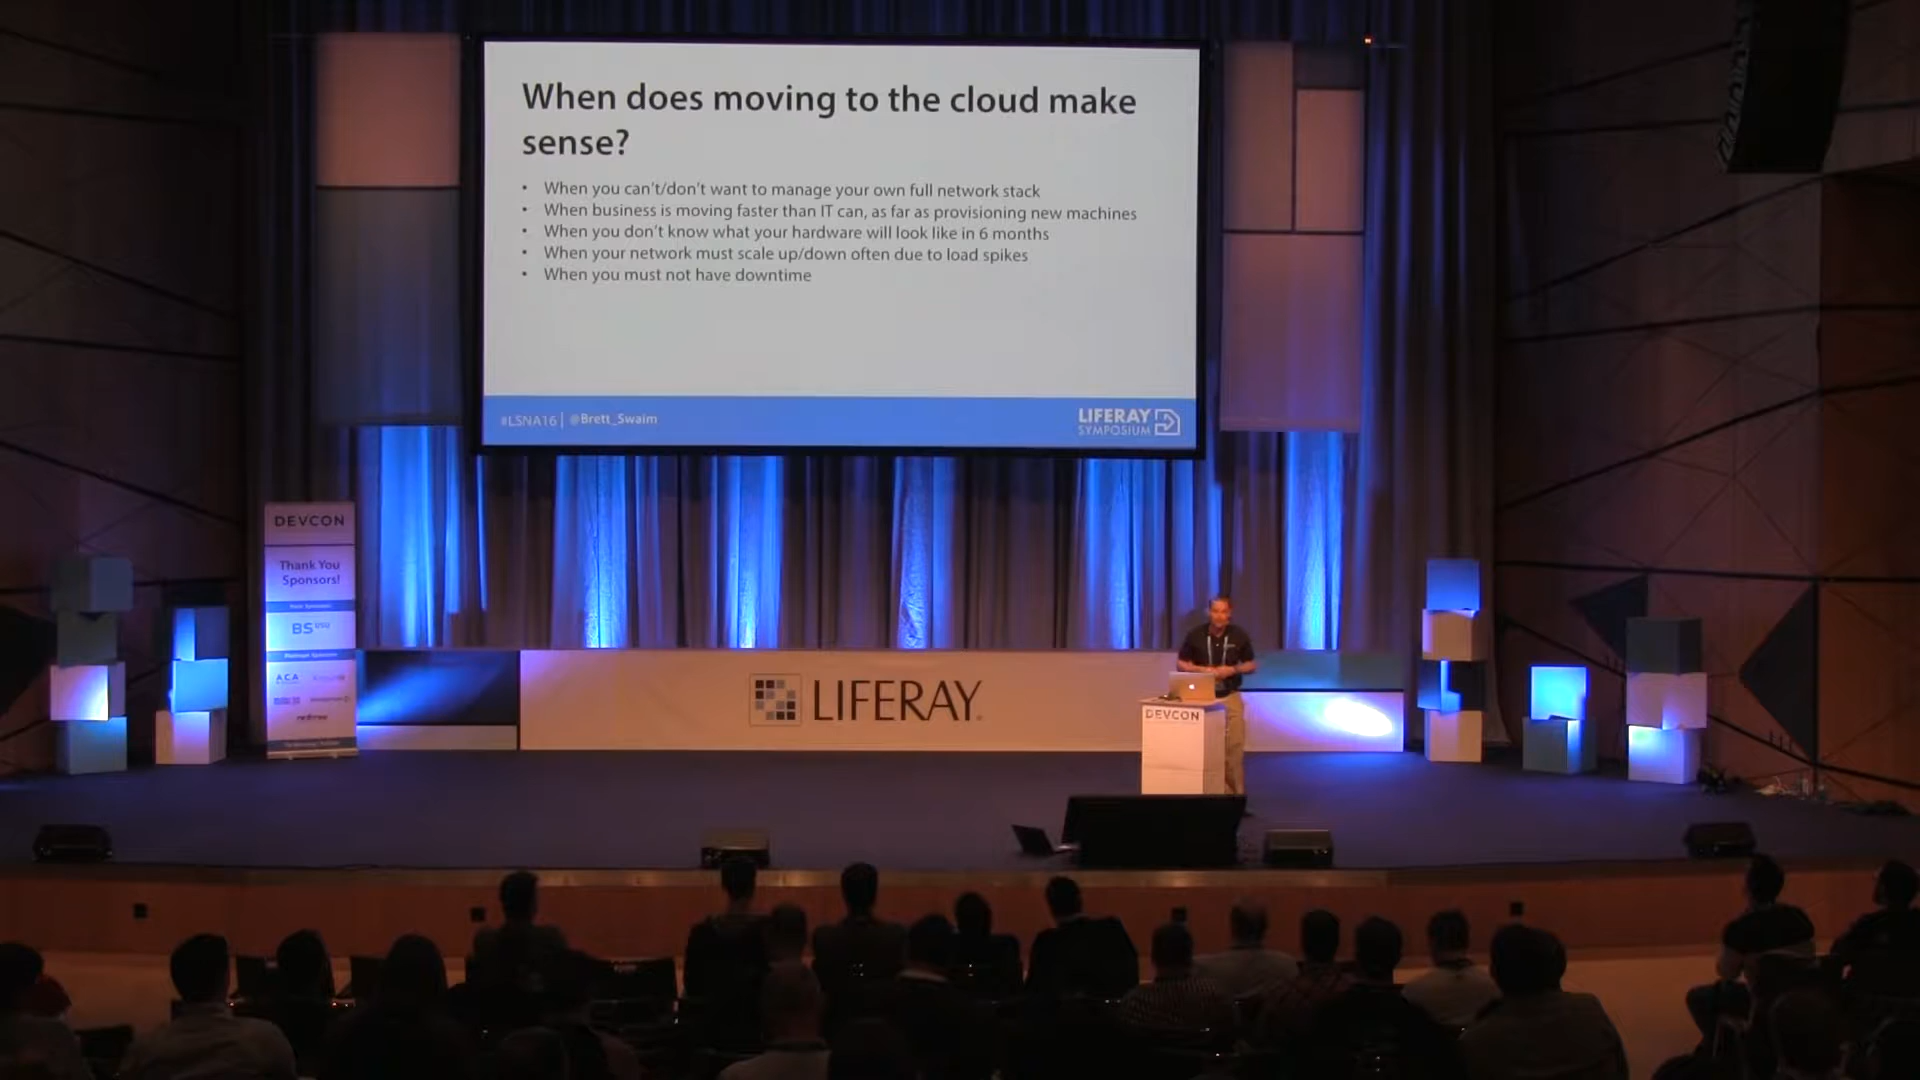 When does moving to the cloud make
sense?
• When you can't/don't want to manage your own full network stack
• When business is moving faster than IT can, as far as provisioning new machines
• When you don't know what your hardware will look like in 6 months
• When your network must scale up/down often due to load spikes
• When you must not have downtime
#LSNA16 | @Brett_Swaim
LIFERAY
SYMPOSIUM
DEVCON
Thank You
Sponsors!
BS USU
ACA
LIFERAY.
DEVCON